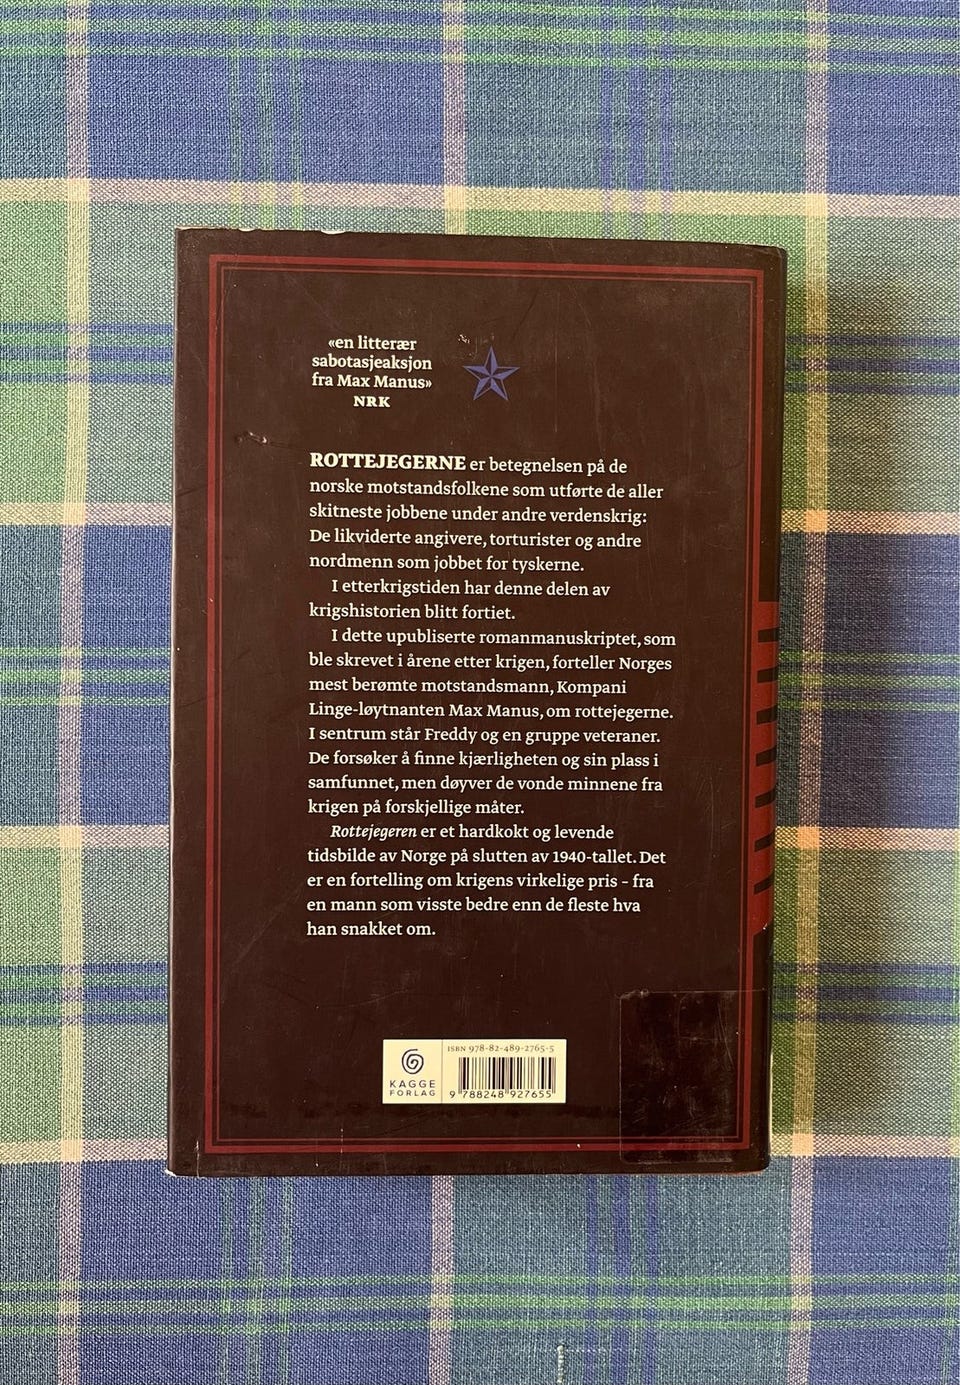 «en litterær
sabotasjeaksjon
fra Max Manus»
NRK
ROTTEJEGERNE er betegnelsen på de
norske motstandsfolkene som utførte de aller
skitneste jobbene under andre verdenskrig:
De likviderte angivere, torturister og andre
nordmenn som jobbet for tyskerne.
I etterkrigstiden har denne delen av
krigshistorien blitt fortiet.
I dette upubliserte romanmanuskriptet, som
ble skrevet i årene etter krigen, forteller Norges
mest berømte motstandsmann, Kompani
Linge-løytnanten Max Manus, om rottejegerne.
I sentrum står Freddy og en gruppe veteraner.
De forsøker å finne kjærligheten og sin plass i
samfunnet, men døyver de vonde minnene fra
krigen på forskjellige måter.
Rottejegeren er et hardkokt og levende
tidsbilde av Norge på slutten av 1940-tallet. Det
er en fortelling om krigens virkelige pris – fra
en mann som visste bedre enn de fleste hva
han snakket om.
KAGGE
FORLAG
ISBN 978-82-489-2765-5
9 788248 927655